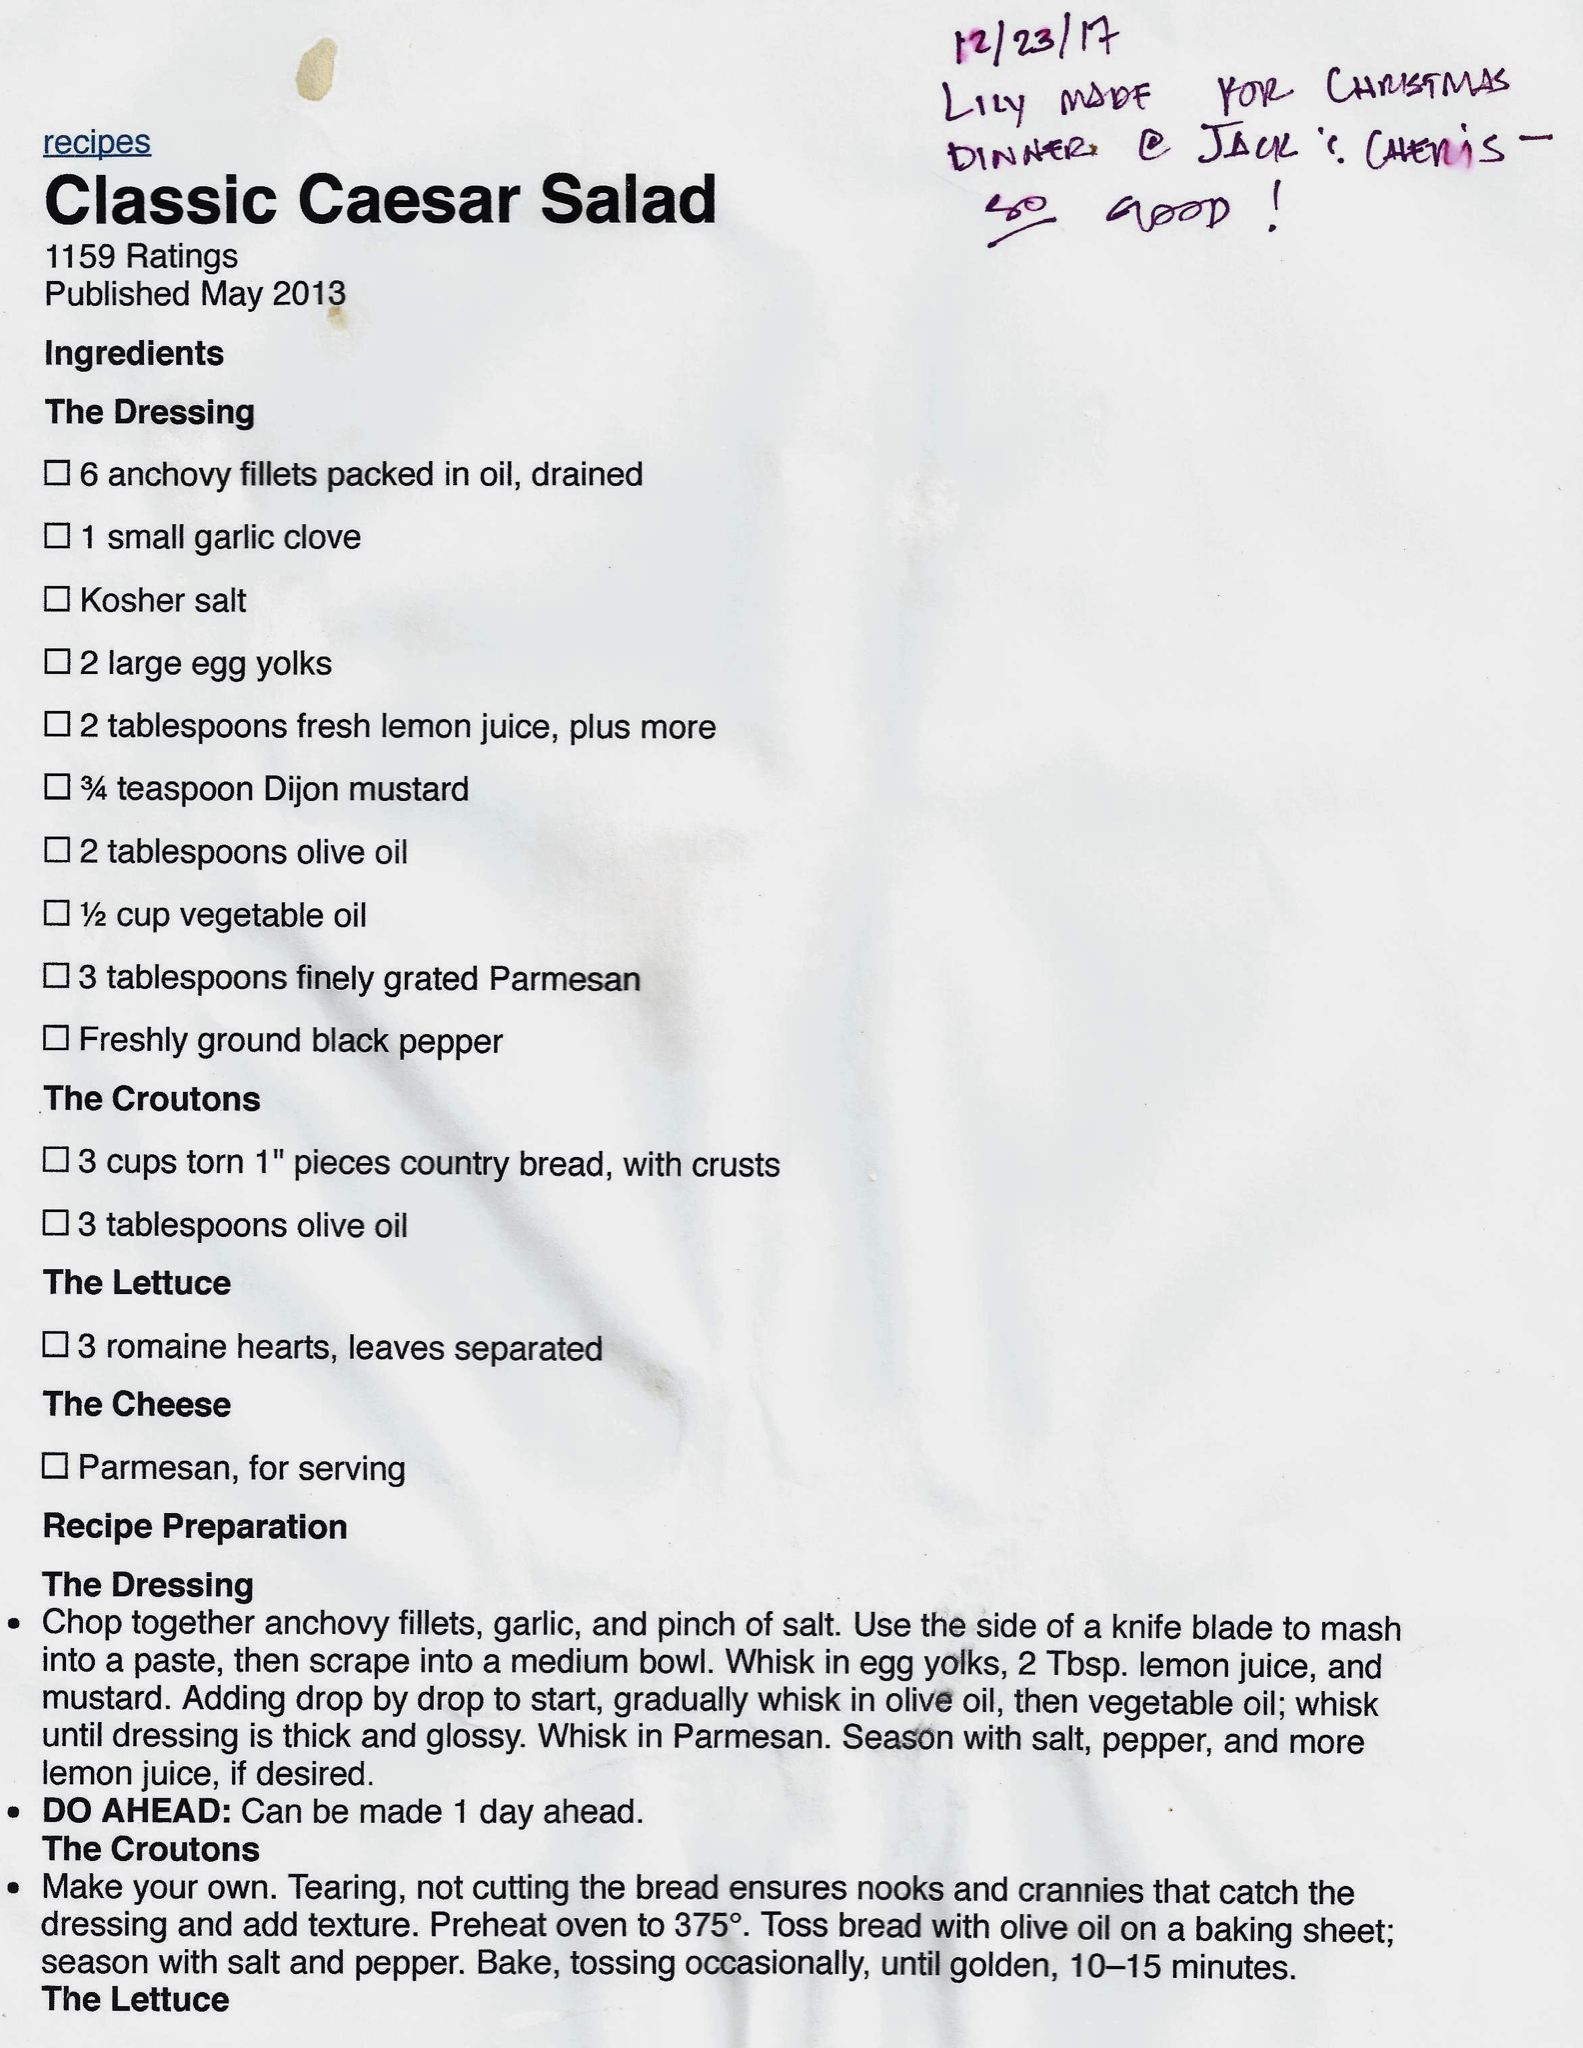 12/23/17
LILY MADE FOR CHRISTMAS
DINNER @ JACK & CHERI'S —
SO GOOD!
recipes
Classic Caesar Salad
1159 Ratings
Published May 2013
Ingredients
The Dressing
☐ 6 anchovy fillets packed in oil, drained
☐ 1 small garlic clove
☐ Kosher salt
☐ 2 large egg yolks
☐ 2 tablespoons fresh lemon juice, plus more
☐ ¾ teaspoon Dijon mustard
☐ 2 tablespoons olive oil
☐ ½ cup vegetable oil
☐ 3 tablespoons finely grated Parmesan
☐ Freshly ground black pepper
The Croutons
☐ 3 cups torn 1" pieces country bread, with crusts
☐ 3 tablespoons olive oil
The Lettuce
☐ 3 romaine hearts, leaves separated
The Cheese
☐ Parmesan, for serving
Recipe Preparation
The Dressing
• Chop together anchovy fillets, garlic, and pinch of salt. Use the side of a knife blade to mash
into a paste, then scrape into a medium bowl. Whisk in egg yolks, 2 Tbsp. lemon juice, and
mustard. Adding drop by drop to start, gradually whisk in olive oil, then vegetable oil; whisk
until dressing is thick and glossy. Whisk in Parmesan. Season with salt, pepper, and more
lemon juice, if desired.
• DO AHEAD: Can be made 1 day ahead.
The Croutons
• Make your own. Tearing, not cutting the bread ensures nooks and crannies that catch the
dressing and add texture. Preheat oven to 375°. Toss bread with olive oil on a baking sheet;
season with salt and pepper. Bake, tossing occasionally, until golden, 10–15 minutes.
The Lettuce